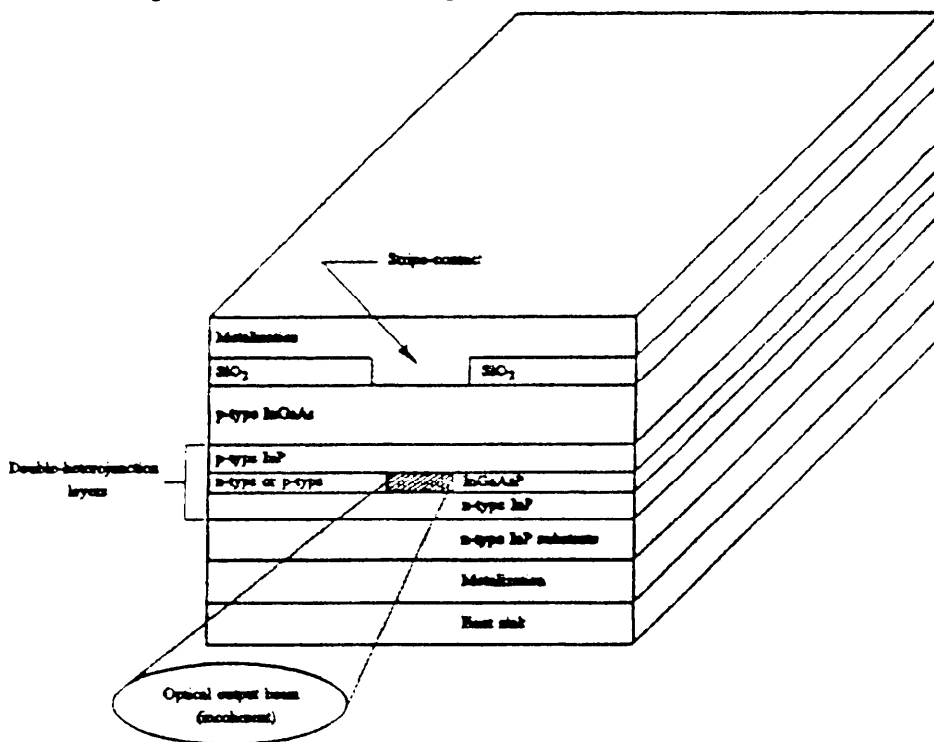 Stripe-contact
Metalization
SiO2
SiO2
p-type InGaAs
p-type InP
Double-heterojunction
layers
n-type or p-type
InGaAsP
n-type InP
n-type InP substrate
Metalization
Heat sink
Optical output beam
(incoherent)